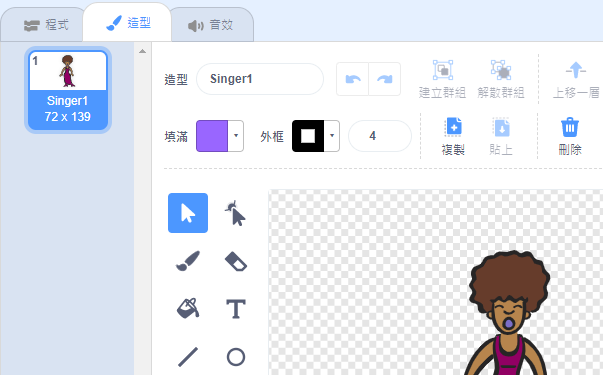 程式
造型
音效
1
Singer1
72 x 139
造型
Singer1
建立群組
解散群組
上移一層
填滿
外框
4
複製
貼上
刪除
T